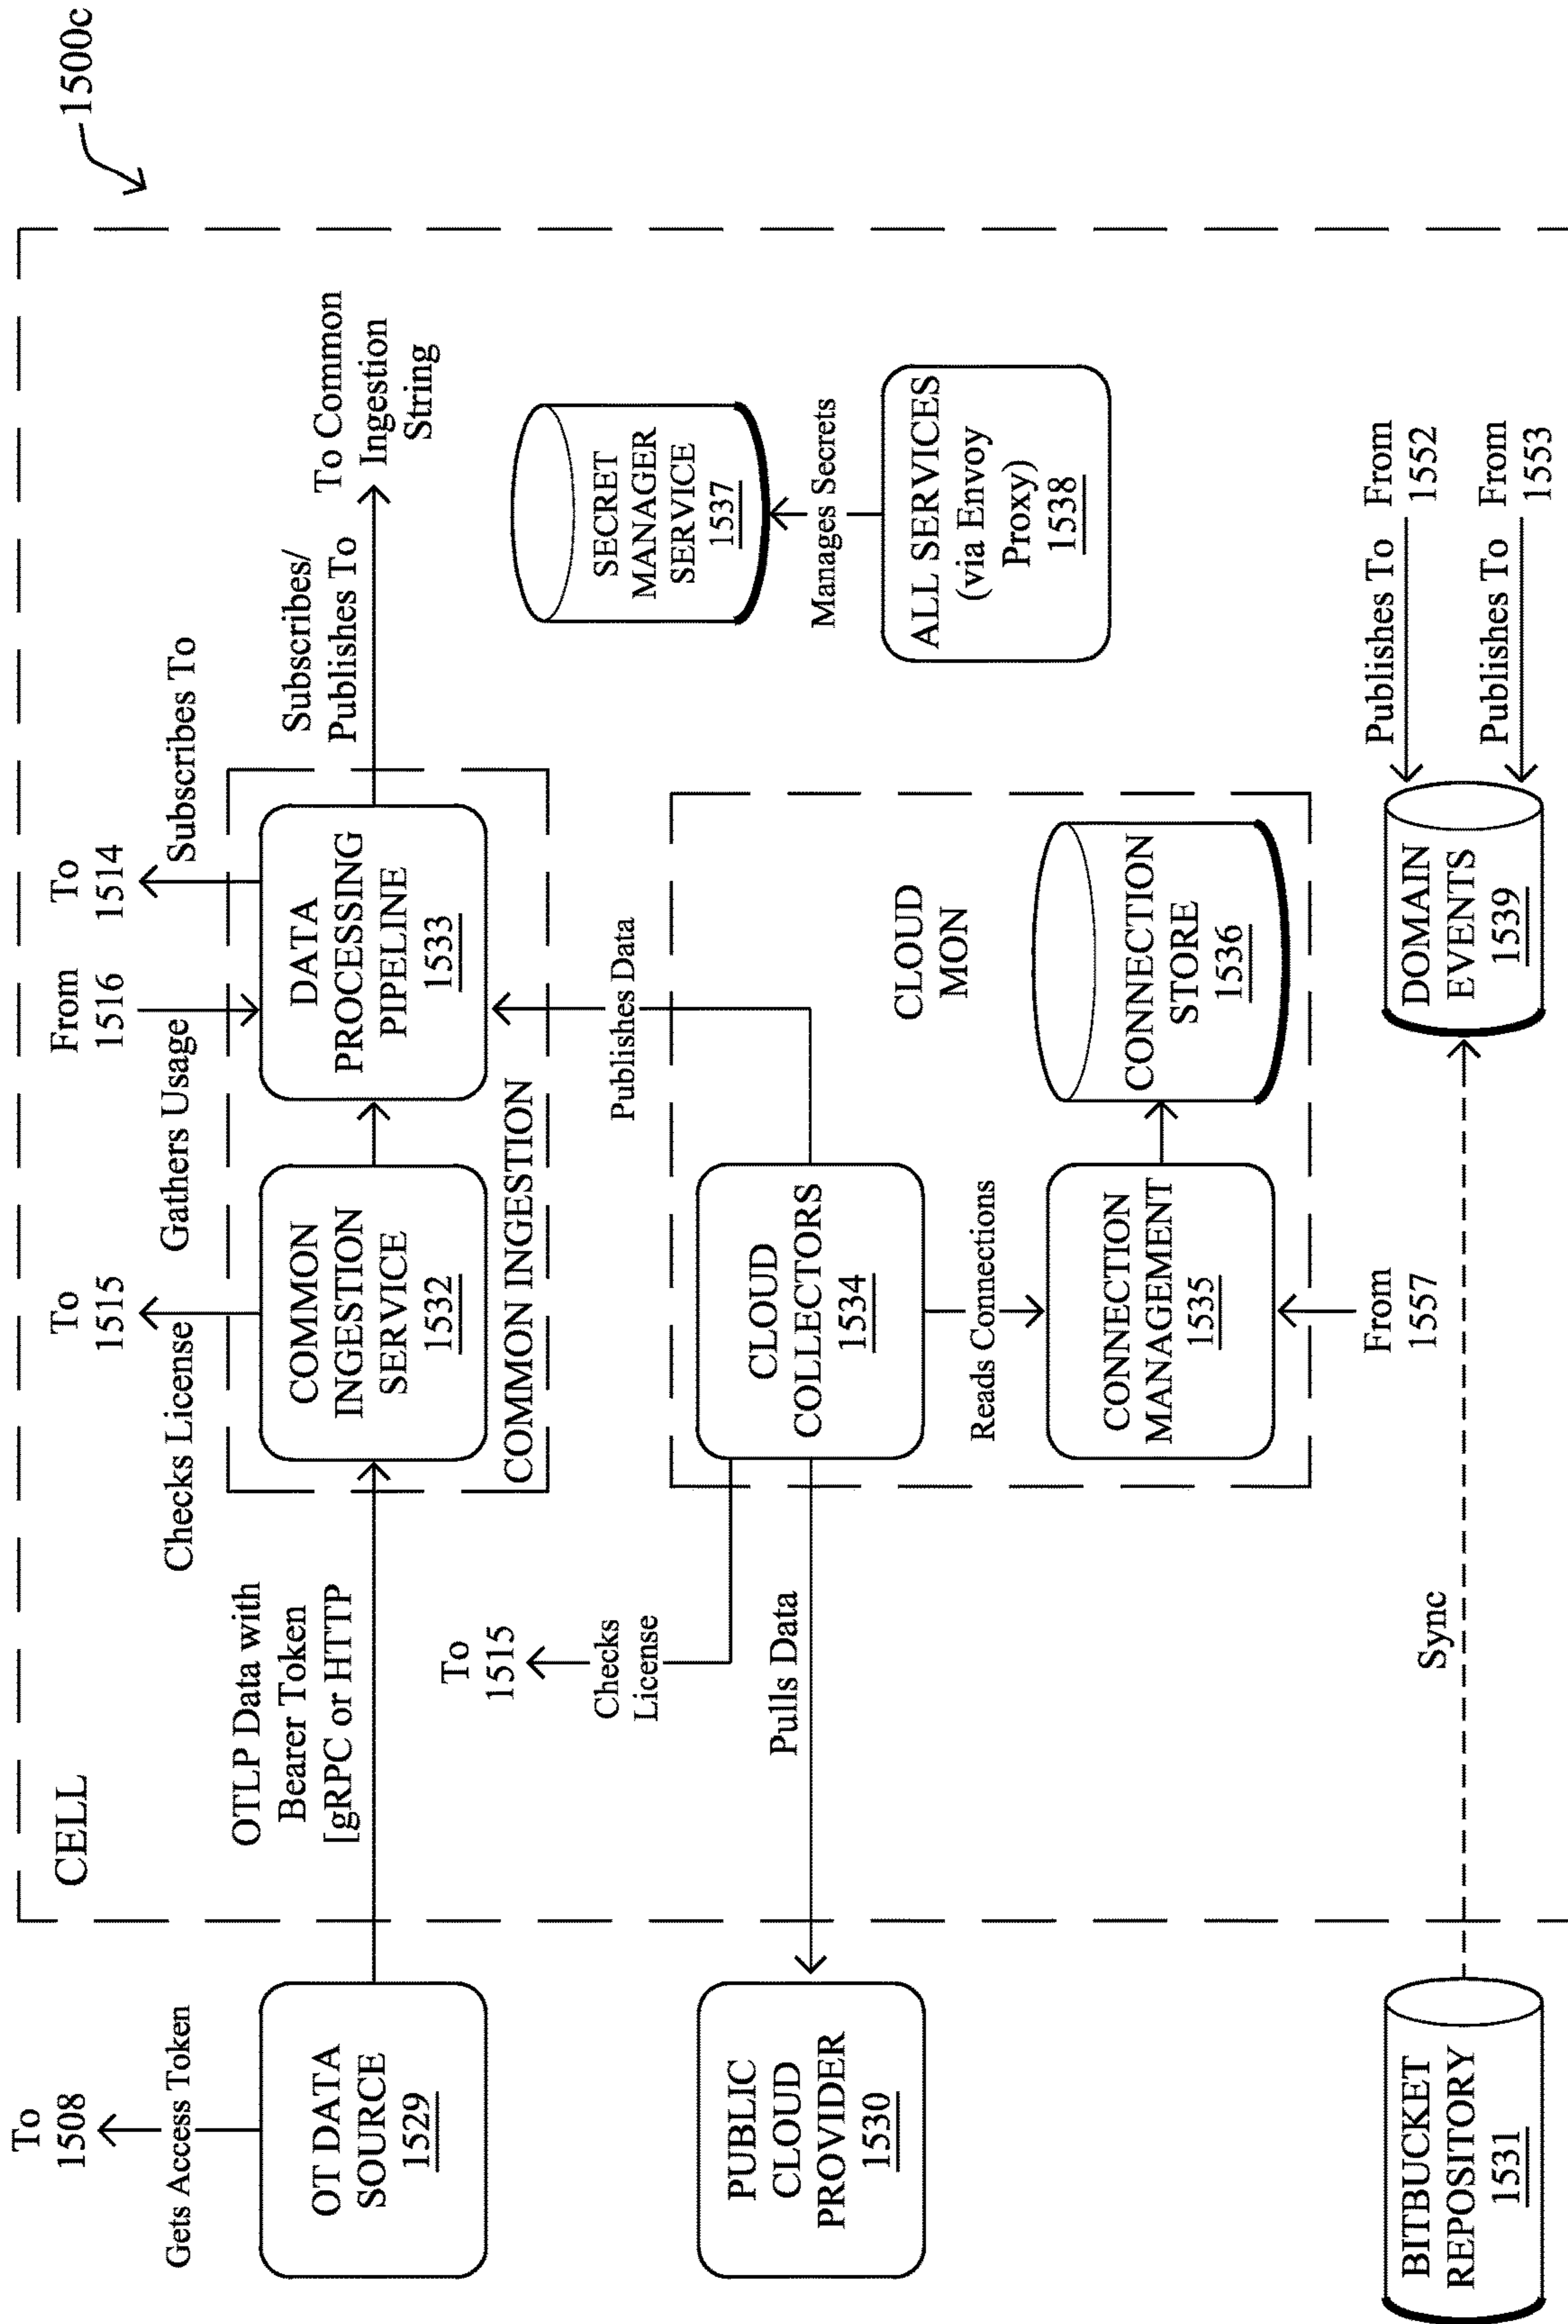 1500c
CELL
To
1508
Gets Access Token
OT DATA
SOURCE
1529
OTLP Data with
Bearer Token
[gRPC or HTTP
To
1515
Checks License
COMMON
INGESTION
SERVICE
1532
From
1516
Gathers Usage
To
1514
Subscribes To
DATA
PROCESSING
PIPELINE
1533
COMMON INGESTION
Subscribes/
Publishes To
To Common
Ingestion
String
To
1515
Checks
License
Publishes Data
PUBLIC
CLOUD
PROVIDER
1530
Pulls Data
CLOUD
COLLECTORS
1534
CLOUD
MON
Reads Connections
CONNECTION
MANAGEMENT
1535
CONNECTION
STORE
1536
From
1557
SECRET
MANAGER
SERVICE
1537
Manages Secrets
ALL SERVICES
(via Envoy
Proxy)
1538
BITBUCKET
REPOSITORY
1531
Sync
DOMAIN
EVENTS
1539
Publishes To
From
1552
Publishes To
From
1553